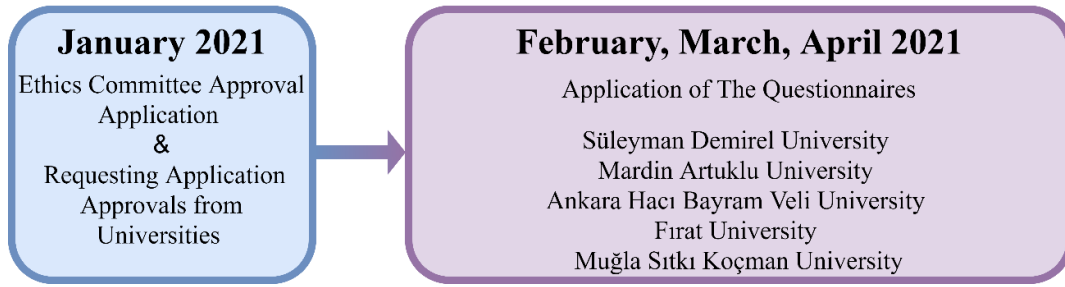 January 2021
Ethics Committee Approval
Application
&
Requesting Application
Approvals from
Universities
February, March, April 2021
Application of The Questionnaires
Süleyman Demirel University
Mardin Artuklu University
Ankara Hacı Bayram Veli University
Fırat University
Muğla Sıtkı Koçman University